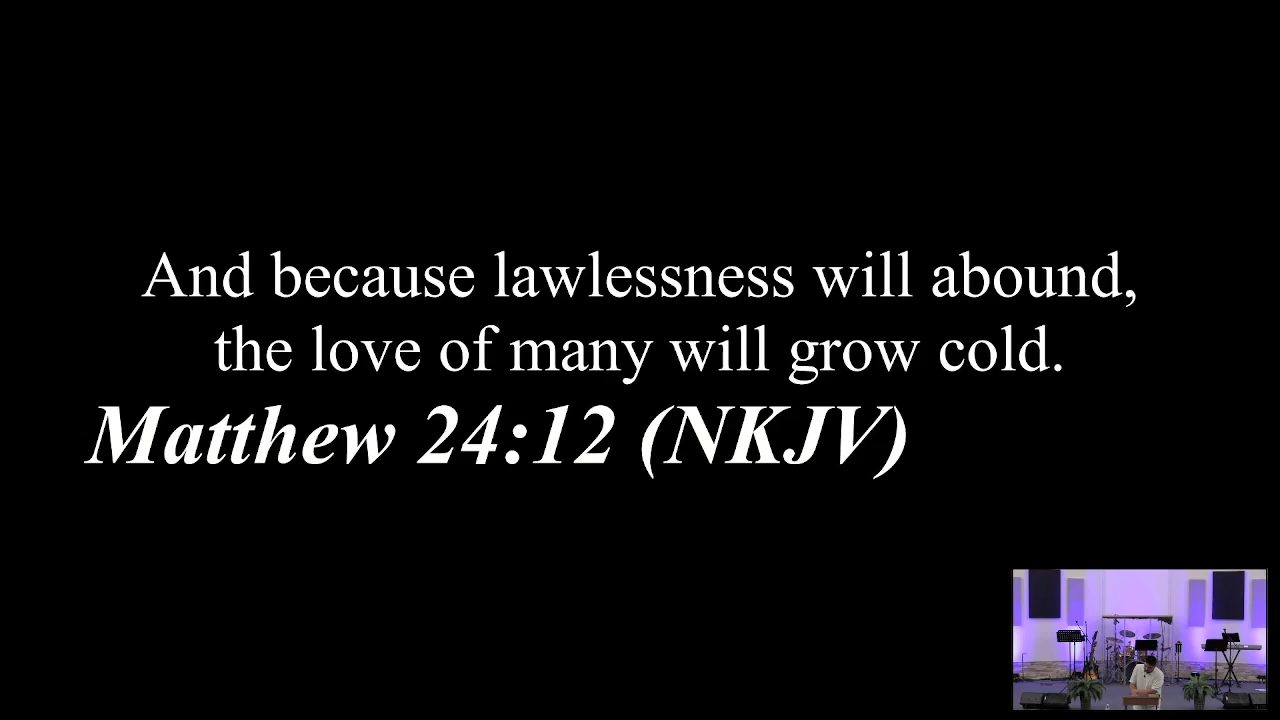 And because lawlessness will abound,
the love of many will grow cold.
Matthew 24:12 (NKJV)